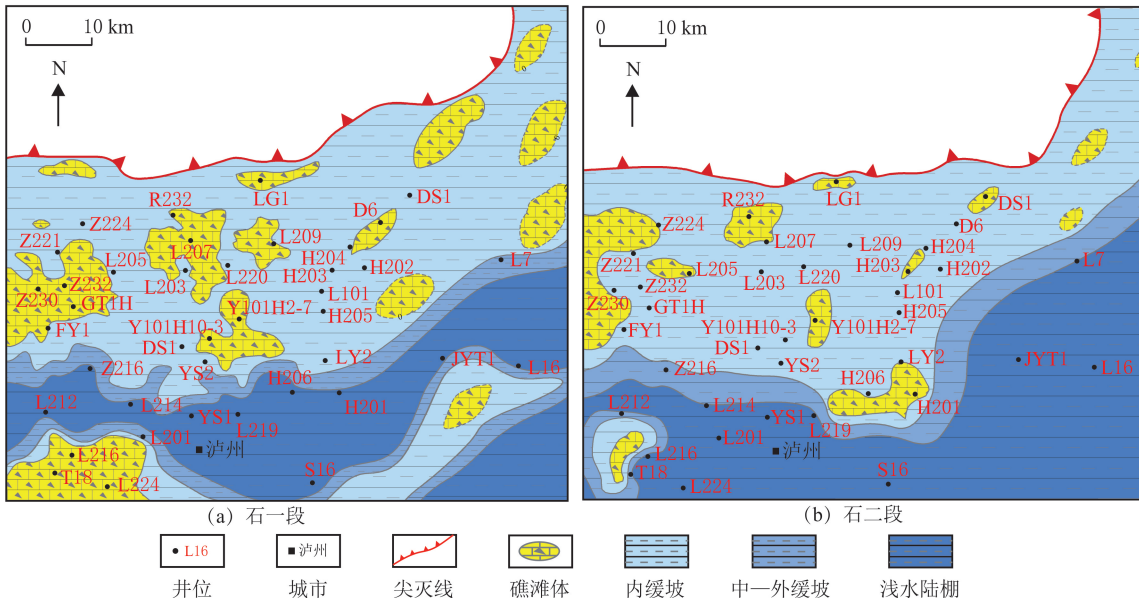 0 10 km
N
R232
LG1
DS1
Z224
D6
L207
L209
Z221
L205
H204
H203
H202
L7
Z232
L203
L220
Z230
GT1H
L101
Y101H2-7
H205
FY1
Y101H10-3
DS1
LY2
JYT1
L16
Z216
YS2
H206
H201
L212
L214
YS1
L219
L201
泸州
L216
T18
L224
S16
(a) 石一段
0 10 km
N
LG1
DS1
R232
Z224
D6
L207
L209
H204
Z221
L205
H203
H202
L7
Z232
L203
L220
Z230
GT1H
L101
H205
FY1
Y101H10-3
Y101H2-7
DS1
YS2
LY2
JYT1
L16
Z216
H206
H201
L212
L214
YS1
L219
L201
泸州
L216
T18
L224
S16
(b) 石二段
L16
泸州
井位
城市
尖灭线
礁滩体
内缓坡
中—外缓坡
浅水陆棚